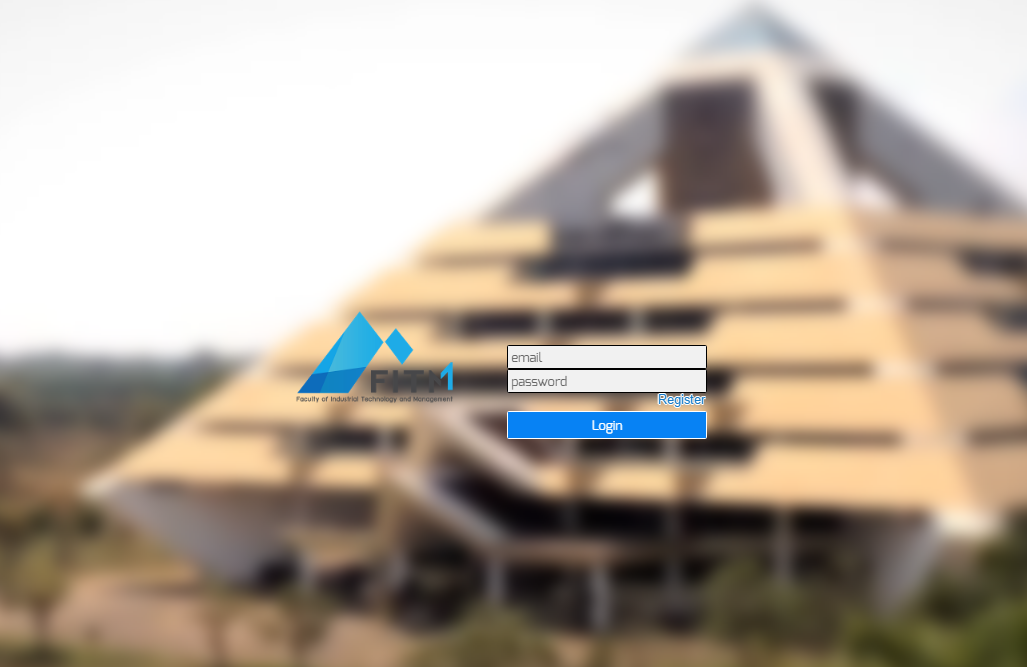 FITM
Faculty of Industrial Technology and Management
email
password
Register
Login